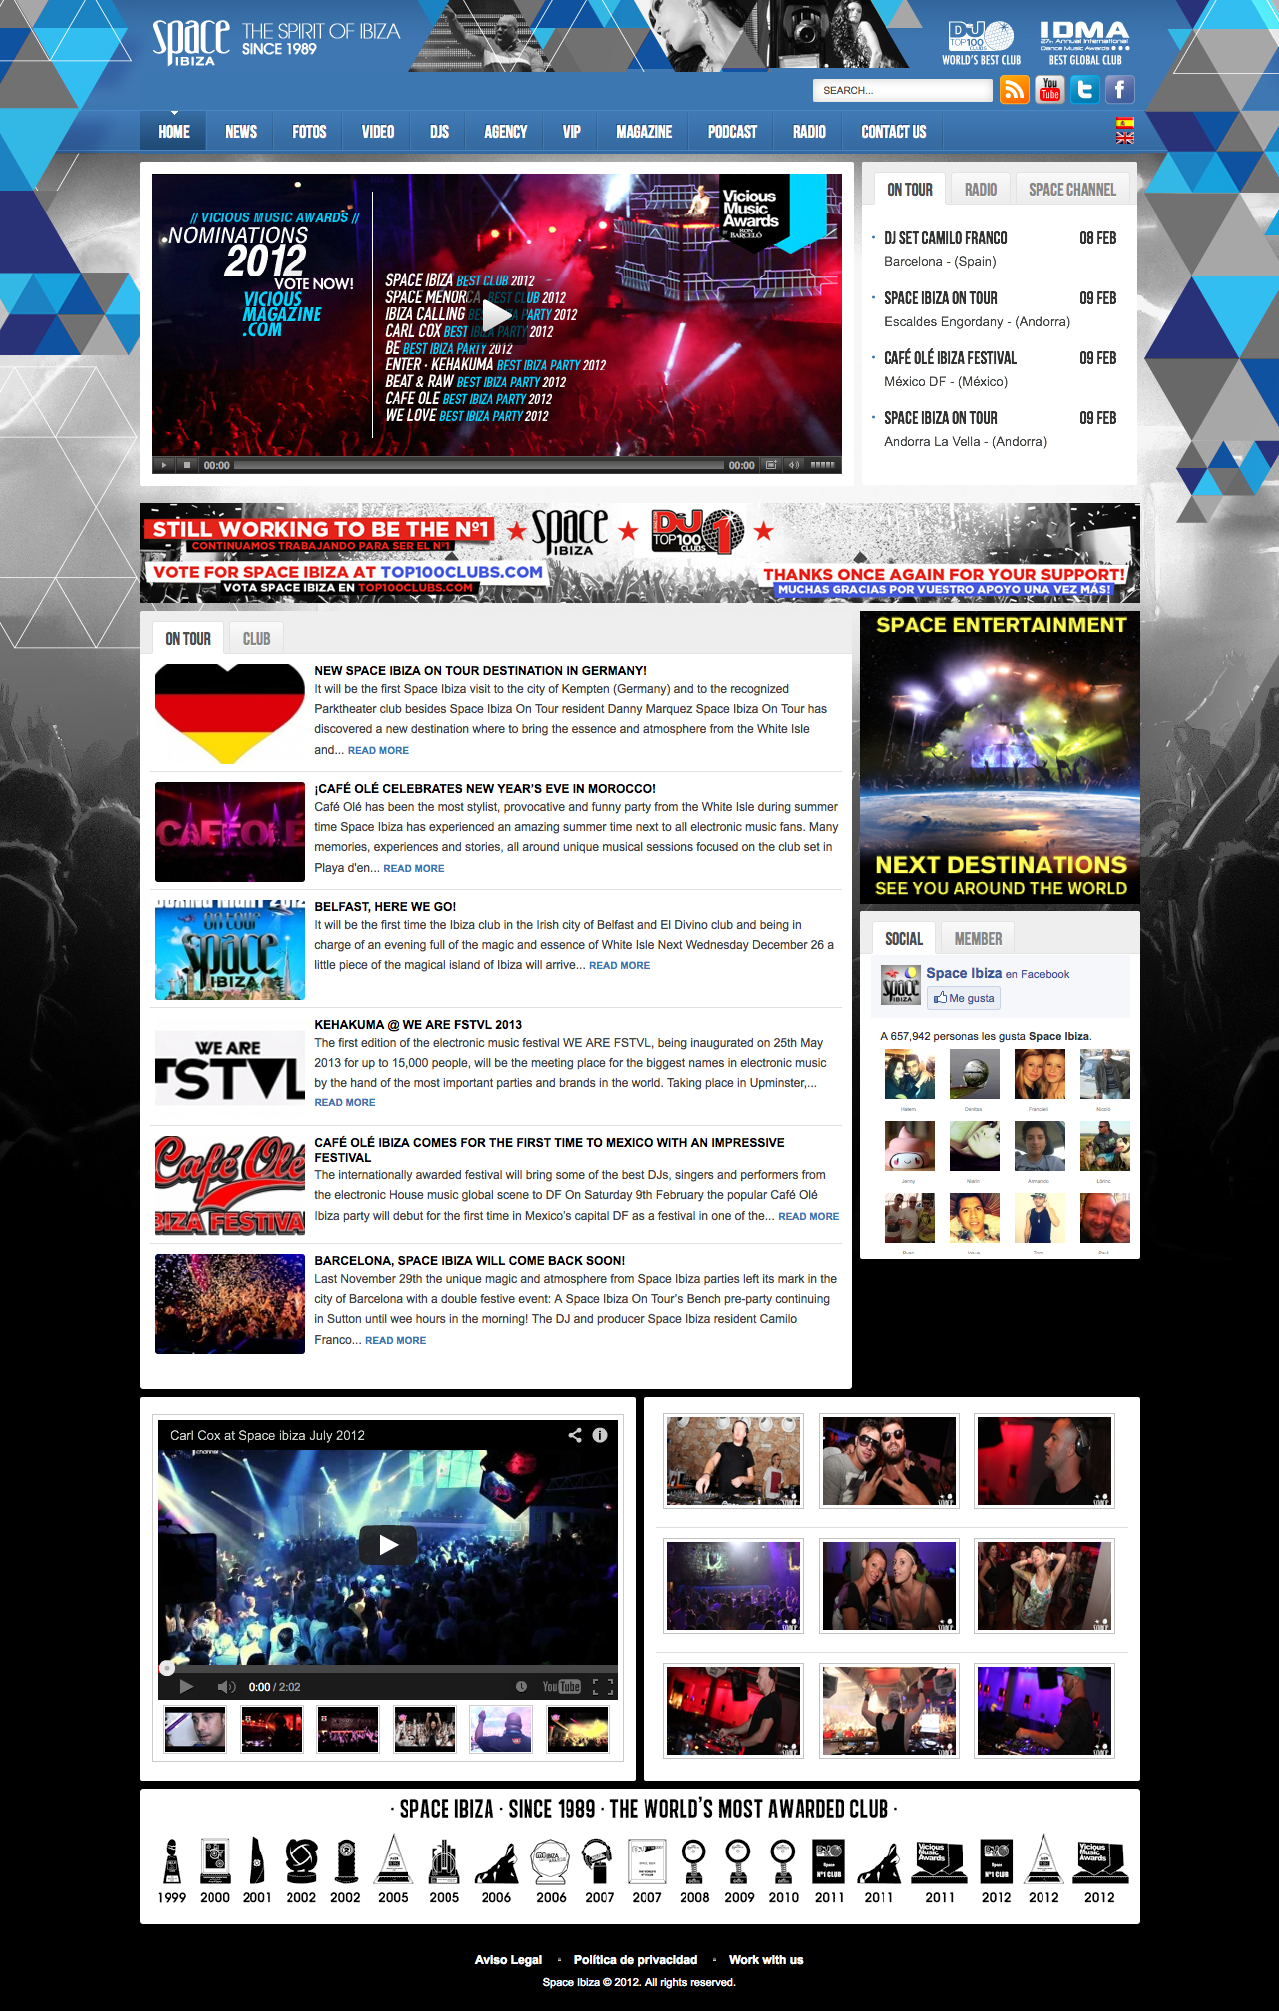 space IBIZA
THE SPIRIT OF IBIZA
SINCE 1989
DJ TOP100 CLUBS
WORLD'S BEST CLUB
IDMA
27th Annual International
Dance Music Awards
BEST GLOBAL CLUB
SEARCH...
You Tube
HOME NEWS FOTOS VIDEO DJS AGENCY VIP MAGAZINE PODCAST RADIO CONTACT US
// VICIOUS MUSIC AWARDS //
NOMINATIONS
2012
VOTE NOW!
VICIOUS
MAGAZINE
.COM
SPACE IBIZA BEST CLUB 2012
SPACE MENORCA BEST CLUB 2012
IBIZA CALLING BEST IBIZA PARTY 2012
CARL COX BEST IBIZA PARTY 2012
BE BEST IBIZA PARTY 2012
ENTER · KEHAKUMA BEST IBIZA PARTY 2012
BEAT & RAW BEST IBIZA PARTY 2012
CAFE OLE BEST IBIZA PARTY 2012
WE LOVE BEST IBIZA PARTY 2012
Vicious
Music
Awards
BY RON BARCELÓ
00:00 00:00
ON TOUR RADIO SPACE CHANNEL
DJ SET CAMILO FRANCO 08 FEB
Barcelona - (Spain)
SPACE IBIZA ON TOUR 09 FEB
Escaldes Engordany - (Andorra)
CAFÉ OLÉ IBIZA FESTIVAL 09 FEB
México DF - (México)
SPACE IBIZA ON TOUR 09 FEB
Andorra La Vella - (Andorra)
STILL WORKING TO BE THE Nº1
CONTINUAMOS TRABAJANDO PARA SER EL Nº1
space IBIZA
DJ TOP100 CLUBS 1
VOTE FOR SPACE IBIZA AT TOP100CLUBS.COM
VOTA SPACE IBIZA EN TOP100CLUBS.COM
THANKS ONCE AGAIN FOR YOUR SUPPORT!
MUCHAS GRACIAS POR VUESTRO APOYO UNA VEZ MÁS!
ON TOUR CLUB
NEW SPACE IBIZA ON TOUR DESTINATION IN GERMANY!
It will be the first Space Ibiza visit to the city of Kempten (Germany) and to the recognized
Parktheater club besides Space Ibiza On Tour resident Danny Marquez Space Ibiza On Tour has
discovered a new destination where to bring the essence and atmosphere from the White Isle
and... READ MORE
CAFÉ OLÉ
¡CAFÉ OLÉ CELEBRATES NEW YEAR'S EVE IN MOROCCO!
Café Olé has been the most stylist, provocative and funny party from the White Isle during summer
time Space Ibiza has experienced an amazing summer time next to all electronic music fans. Many
memories, experiences and stories, all around unique musical sessions focused on the club set in
Playa d'en... READ MORE
on tour
space
IBIZA
BELFAST, HERE WE GO!
It will be the first time the Ibiza club in the Irish city of Belfast and El Divino club and being in
charge of an evening full of the magic and essence of White Isle Next Wednesday December 26 a
little piece of the magical island of Ibiza will arrive... READ MORE
WE ARE
FSTVL
KEHAKUMA @ WE ARE FSTVL 2013
The first edition of the electronic music festival WE ARE FSTVL, being inaugurated on 25th May
2013 for up to 15,000 people, will be the meeting place for the biggest names in electronic music
by the hand of the most important parties and brands in the world. Taking place in Upminster,...
READ MORE
Café Olé
IBIZA FESTIVAL
CAFÉ OLÉ IBIZA COMES FOR THE FIRST TIME TO MEXICO WITH AN IMPRESSIVE
FESTIVAL
The internationally awarded festival will bring some of the best DJs, singers and performers from
the electronic House music global scene to DF On Saturday 9th February the popular Café Olé
Ibiza party will debut for the first time in Mexico's capital DF as a festival in one of the... READ MORE
BARCELONA, SPACE IBIZA WILL COME BACK SOON!
Last November 29th the unique magic and atmosphere from Space Ibiza parties left its mark in the
city of Barcelona with a double festive event: A Space Ibiza On Tour's Bench pre-party continuing
in Sutton until wee hours in the morning! The DJ and producer Space Ibiza resident Camilo
Franco... READ MORE
SPACE ENTERTAINMENT
NEXT DESTINATIONS
SEE YOU AROUND THE WORLD
SOCIAL MEMBER
space IBIZA
Space Ibiza en Facebook
Me gusta
A 657,942 personas les gusta Space Ibiza.
Hatem Denitsa Francieli Nicolò
Jenny Niarin Armando Lőrinc
Carl Cox at Space ibiza July 2012
channel
0:00 / 2:02
YouTube
· SPACE IBIZA · SINCE 1989 · THE WORLD'S MOST AWARDED CLUB ·
1999 2000 2001 2002 2002 2005 2005 2006 2006 2007 2007 2008 2009 2010 2011 2011 2011 2012 2012 2012
Aviso Legal · Política de privacidad · Work with us
Space Ibiza © 2012. All rights reserved.